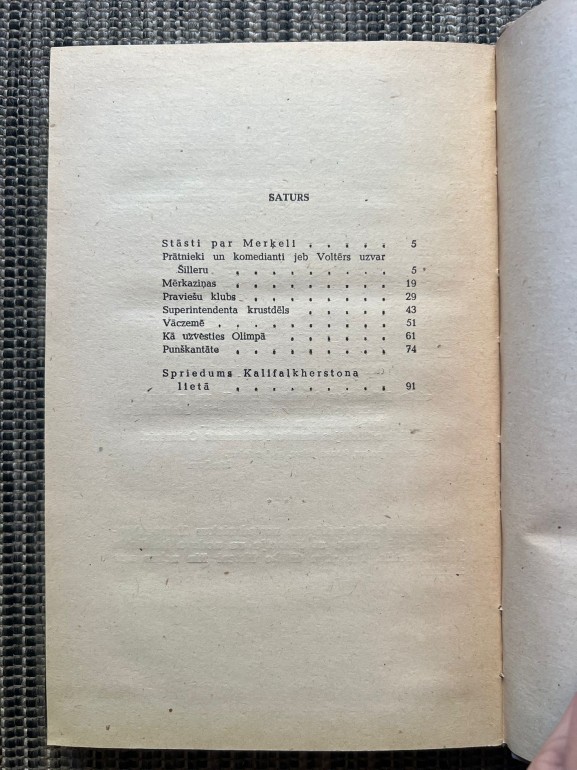 SATURS
Stāsti par Merķeli . . . . . 5
Prātnieki un komedianti jeb Voltērs uzvar
Šilleru . . . . . . . . . 5
Mērkaziņas . . . . . . . . . 19
Praviešu klubs . . . . . . . . 29
Superintendenta krustdēls . . . . . 43
Vāczemē . . . . . . . . . 51
Kā uzvesties Olimpā . . . . . . 61
Punškantāte . . . . . . . . 74
Spriedums Kalifalkherstona
lietā . . . . . . . . . 91